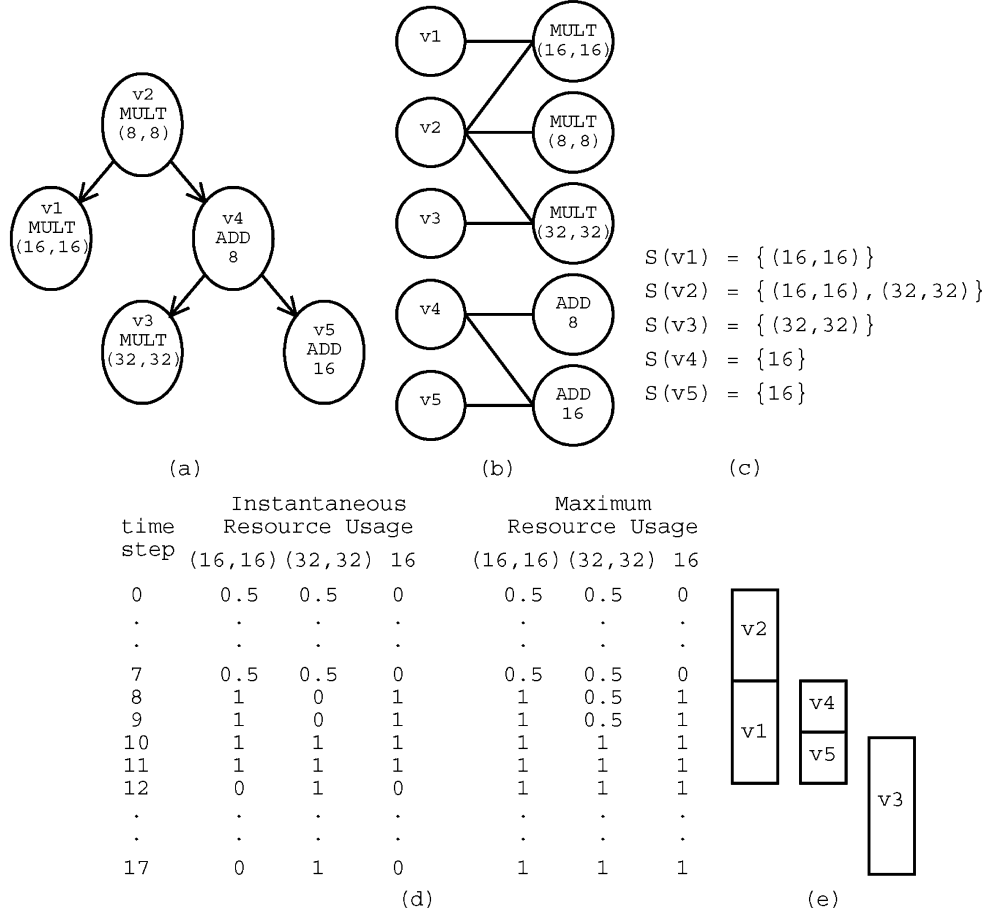 v2
MULT
(8,8)
v1
MULT
(16,16)
v4
ADD
8
v3
MULT
(32,32)
v5
ADD
16
(a)
v1
MULT
(16,16)
v2
MULT
(8,8)
v3
MULT
(32,32)
v4
ADD
8
v5
ADD
16
(b)
S(v1) = {(16,16)}
S(v2) = {(16,16),(32,32)}
S(v3) = {(32,32)}
S(v4) = {16}
S(v5) = {16}
(c)
Instantaneous Maximum
time Resource Usage Resource Usage
step (16,16) (32,32) 16 (16,16) (32,32) 16
0 0.5 0.5 0 0.5 0.5 0
. . . . . . .
. . . . . . .
7 0.5 0.5 0 0.5 0.5 0
8 1 0 1 1 0.5 1
9 1 0 1 1 0.5 1
10 1 1 1 1 1 1
11 1 1 1 1 1 1
12 0 1 0 1 1 1
. . . . . . .
. . . . . . .
17 0 1 0 1 1 1
(d)
v2
v1
v4
v5
v3
(e)